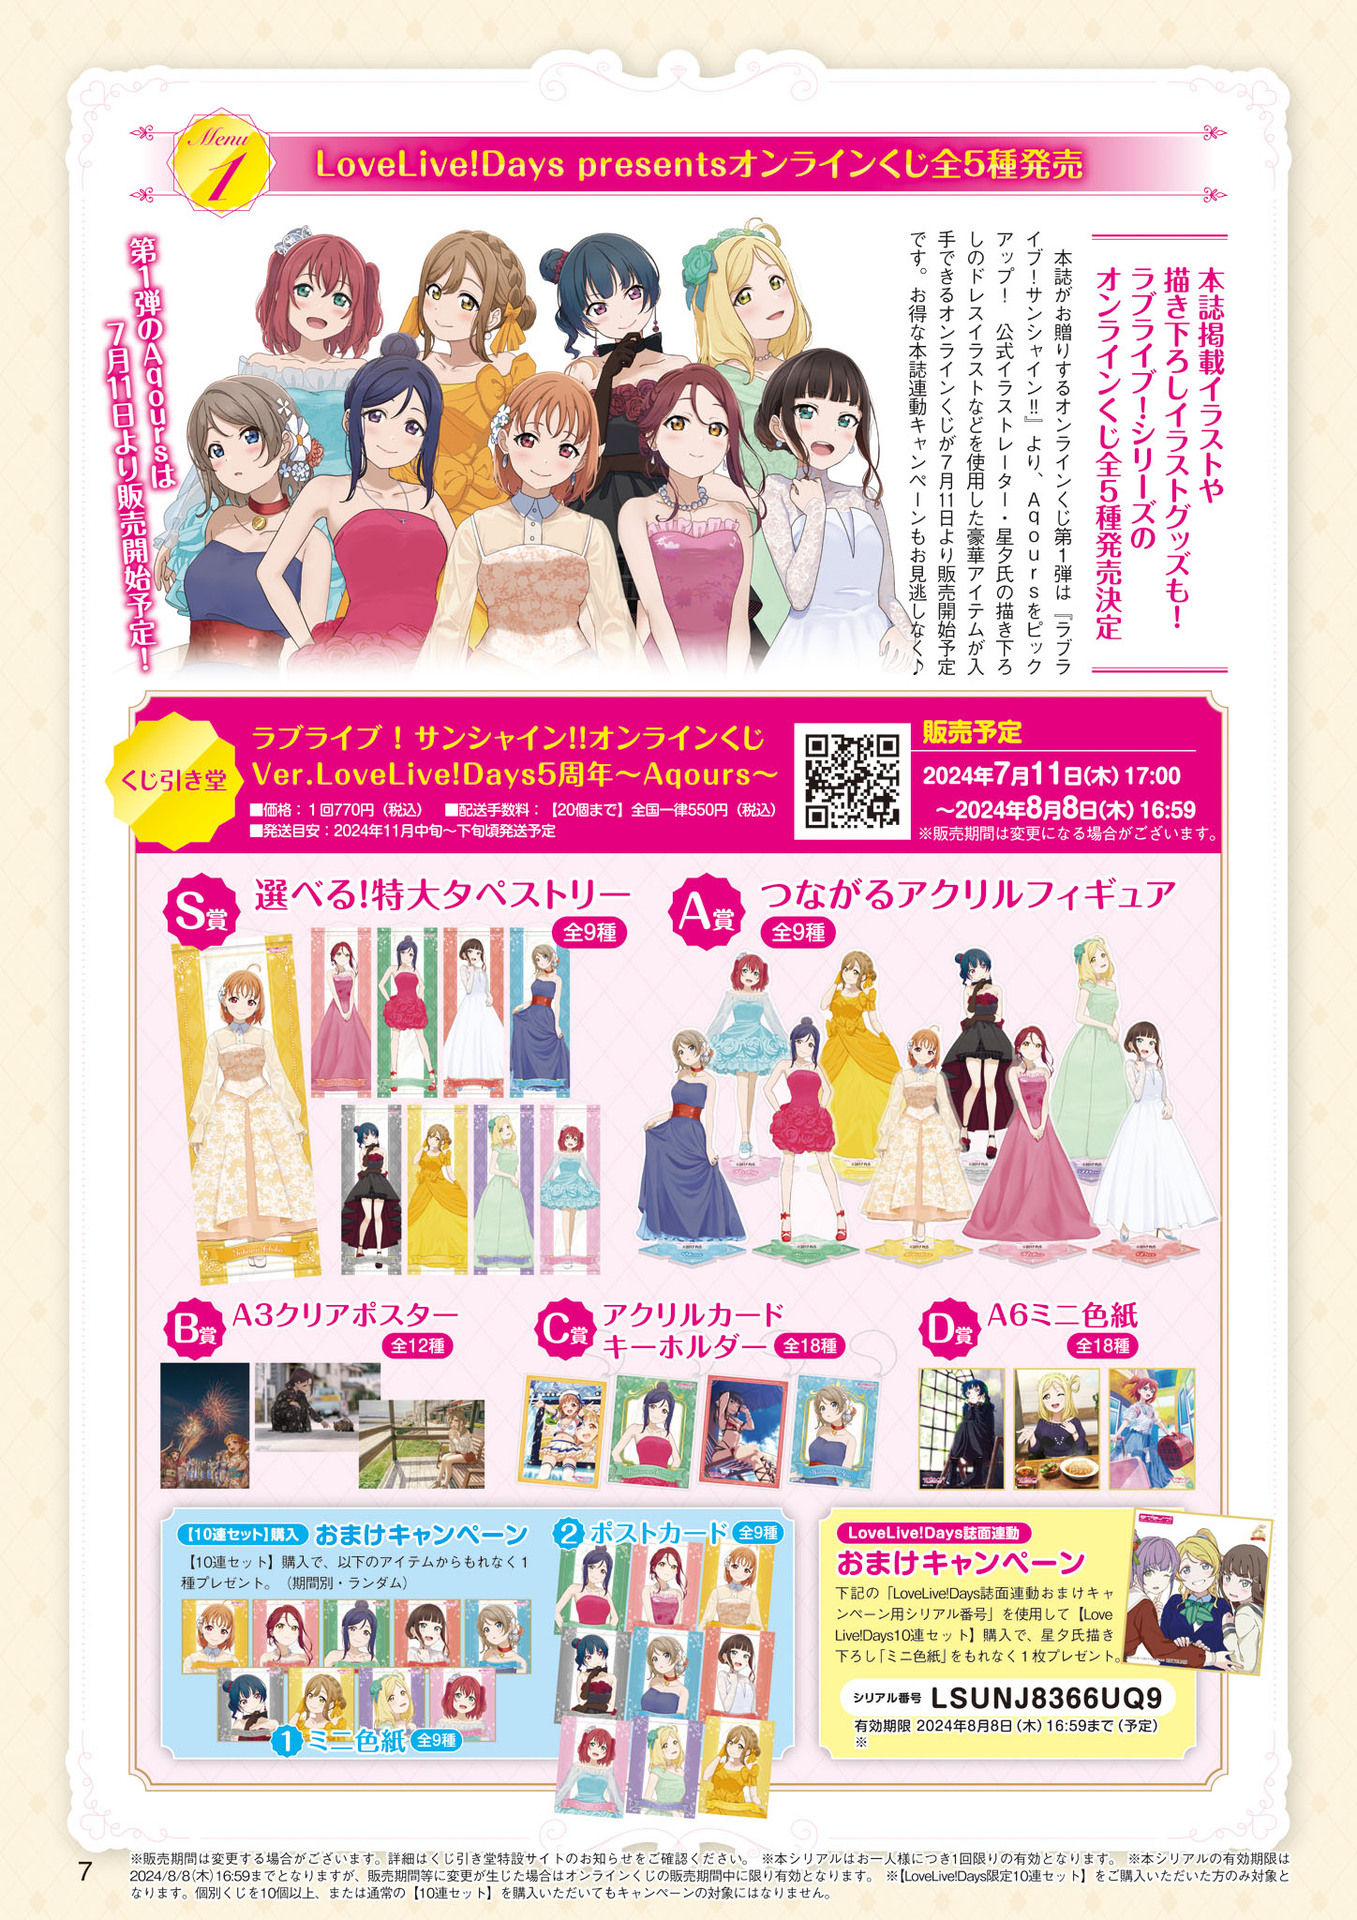 Menu
1
LoveLive!Days presentsオンラインくじ全5種発売
本誌掲載イラストや
描き下ろしイラストグッズも!
ラブライブ!シリーズの
オンラインくじ全5種発売決定
本誌がお贈りするオンラインくじ第1弾は『ラブラ
イブ!サンシャイン!!』より、Aqoursをピック
アップ! 公式イラストレーター・星夕氏の描き下ろ
しのドレスイラストなどを使用した豪華アイテムが入
手できるオンラインくじが7月11日より販売開始予定
です。お得な本誌連動キャンペーンもお見逃しなく♪
第1弾のAqoursは
7月11日より販売開始予定!
くじ引き堂
ラブライブ!サンシャイン!!オンラインくじ
Ver.LoveLive!Days5周年～Aqours～
■価格:1回770円(税込) ■配送手数料:【20個まで】全国一律550円(税込)
■発送目安:2024年11月中旬～下旬頃発送予定
販売予定
2024年7月11日(木)17:00
～2024年8月8日(木)16:59
※販売期間は変更になる場合がございます。
S賞
選べる!特大タペストリー
全9種
A賞
つながるアクリルフィギュア
全9種
B賞
A3クリアポスター
全12種
C賞
アクリルカード
キーホルダー 全18種
D賞
A6ミニ色紙
全18種
【10連セット】購入 おまけキャンペーン
【10連セット】購入で、以下のアイテムからもれなく1
種プレゼント。(期間別・ランダム)
1 ミニ色紙 全9種
2 ポストカード 全9種
LoveLive!Days誌面連動
おまけキャンペーン
下記の「LoveLive!Days誌面連動おまけキャ
ンペーン用シリアル番号」を使用して【Love
Live!Days10連セット】購入で、星夕氏描き
下ろし「ミニ色紙」をもれなく1枚プレゼント。
シリアル番号 LSUNJ8366UQ9
有効期限 2024年8月8日(木)16:59まで(予定)
※
7
※販売期間は変更する場合がございます。詳細はくじ引き堂特設サイトのお知らせをご確認ください。 ※本シリアルはお一人様につき1回限りの有効となります。 ※本シリアルの有効期限は
2024/8/8(木)16:59までとなりますが、販売期間等に変更が生じた場合はオンラインくじの販売期間中に限り有効となります。 ※【LoveLive!Days限定10連セット】をご購入いただいた方のみ対象と
なります。個別くじを10個以上、または通常の【10連セット】を購入いただいてもキャンペーンの対象にはなりません。